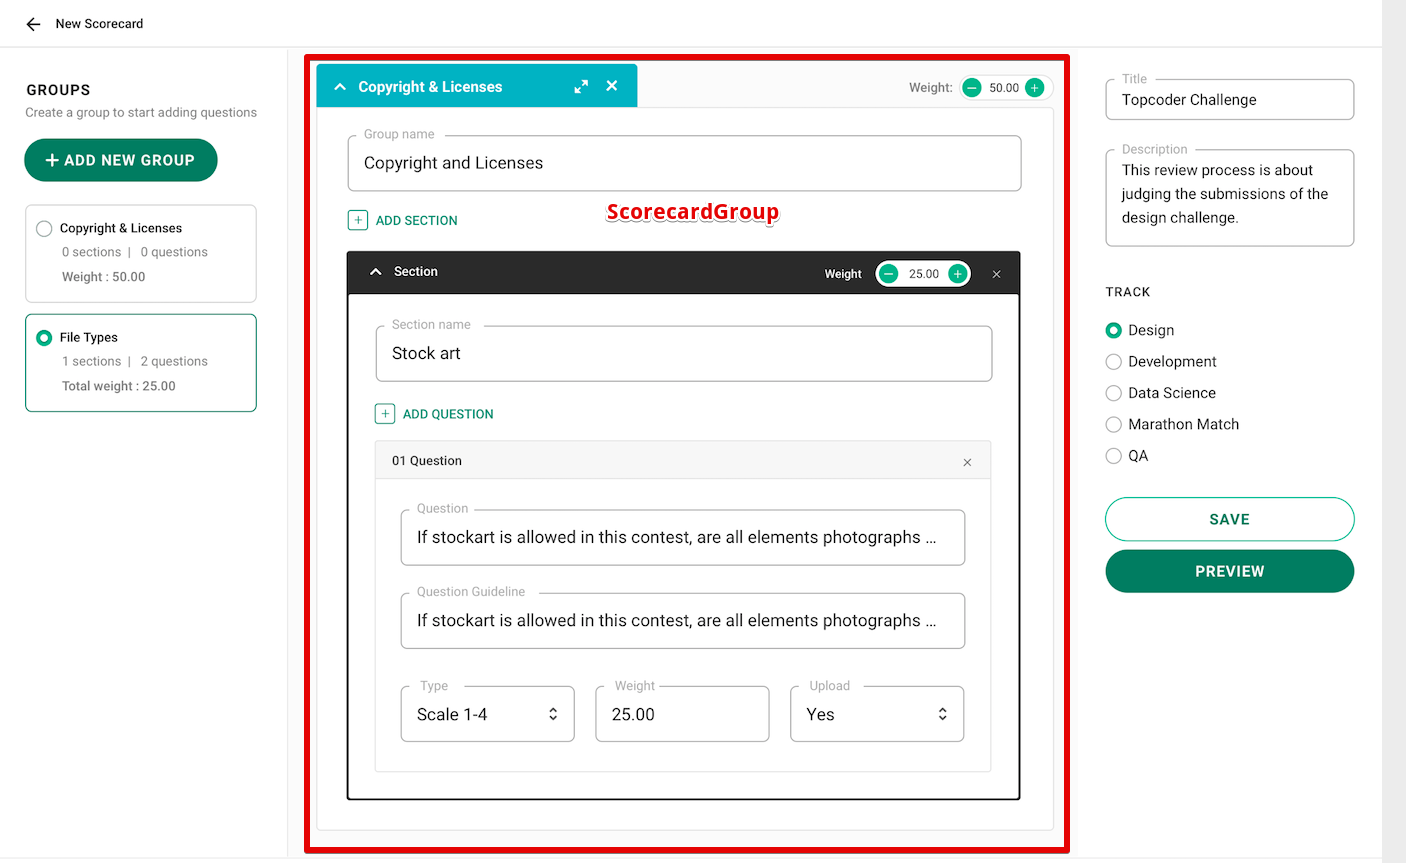 New Scorecard
GROUPS
Create a group to start adding questions
+ ADD NEW GROUP
Copyright & Licenses
0 sections | 0 questions
Weight : 50.00
File Types
1 sections | 2 questions
Total weight : 25.00
Copyright & Licenses
Weight: 50.00
Group name
Copyright and Licenses
ADD SECTION
ScorecardGroup
Section
Weight 25.00
Section name
Stock art
ADD QUESTION
01 Question
Question
If stockart is allowed in this contest, are all elements photographs ...
Question Guideline
If stockart is allowed in this contest, are all elements photographs ...
Type
Scale 1-4
Weight
25.00
Upload
Yes
Title
Topcoder Challenge
Description
This review process is about
judging the submissions of the
design challenge.
TRACK
Design
Development
Data Science
Marathon Match
QA
SAVE
PREVIEW